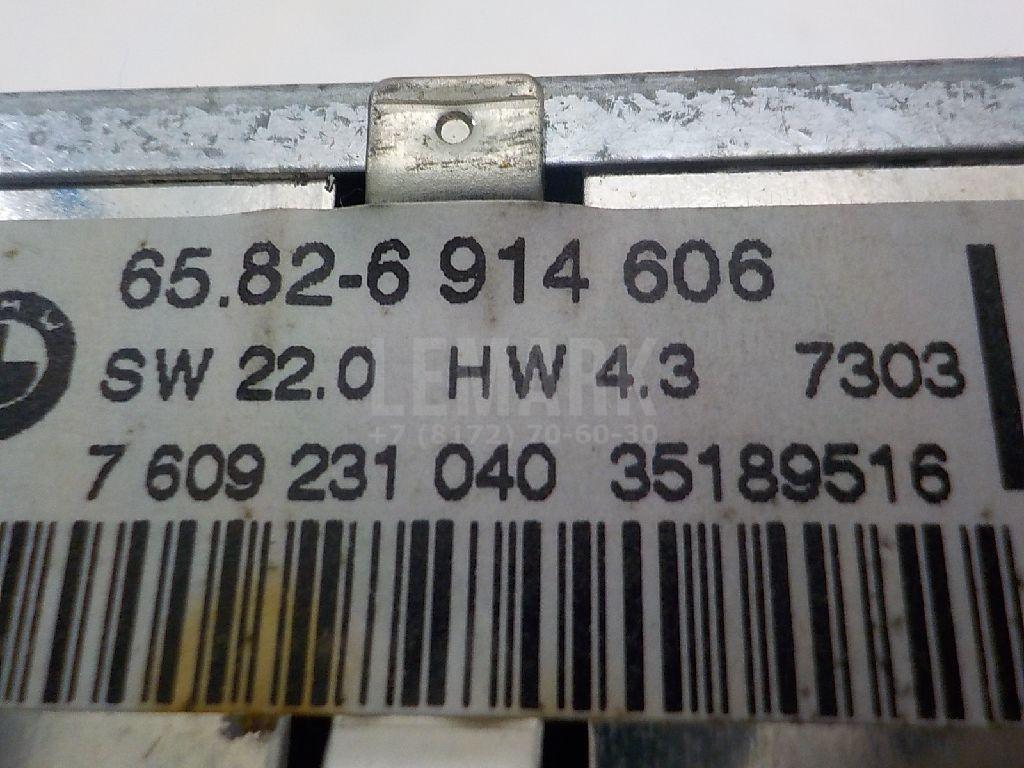 65.82-6 914 606
SW 22.0 HW 4.3 7303
LEMARK
+7 (8172) 70-60-30
7 609 231 040 35189516